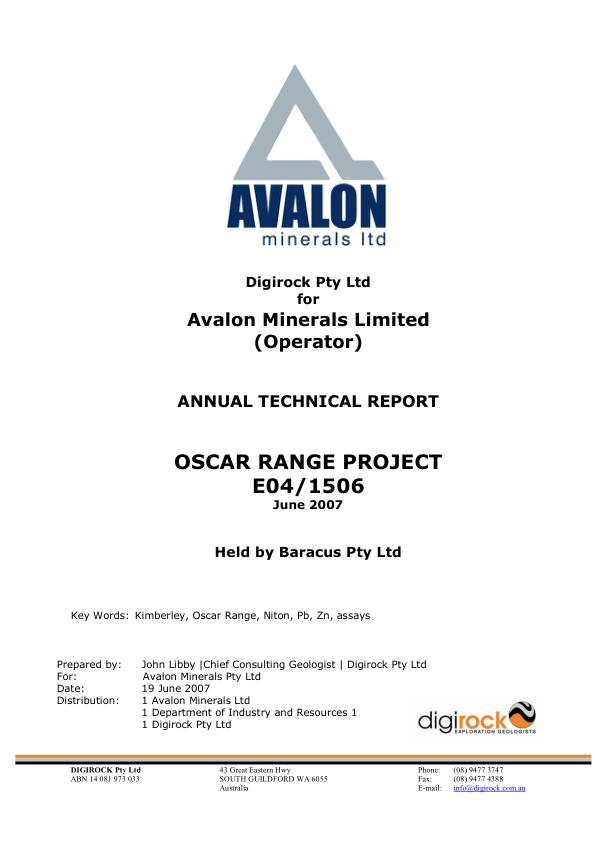 AVALON
minerals ltd
Digirock Pty Ltd
for
Avalon Minerals Limited
(Operator)
ANNUAL TECHNICAL REPORT
OSCAR RANGE PROJECT
E04/1506
June 2007
Held by Baracus Pty Ltd
Key Words: Kimberley, Oscar Range, Niton, Pb, Zn, assays
Prepared by: John Libby |Chief Consulting Geologist | Digirock Pty Ltd
For: Avalon Minerals Pty Ltd
Date: 19 June 2007
Distribution: 1 Avalon Minerals Ltd
1 Department of Industry and Resources 1
1 Digirock Pty Ltd
digirock
EXPLORATION GEOLOGISTS
DIGIROCK Pty Ltd 43 Great Eastern Hwy Phone: (08) 9477 3747
ABN 14 081 973 033 SOUTH GUILDFORD WA 6055 Fax: (08) 9477 4388
Australia E-mail: info@digirock.com.au